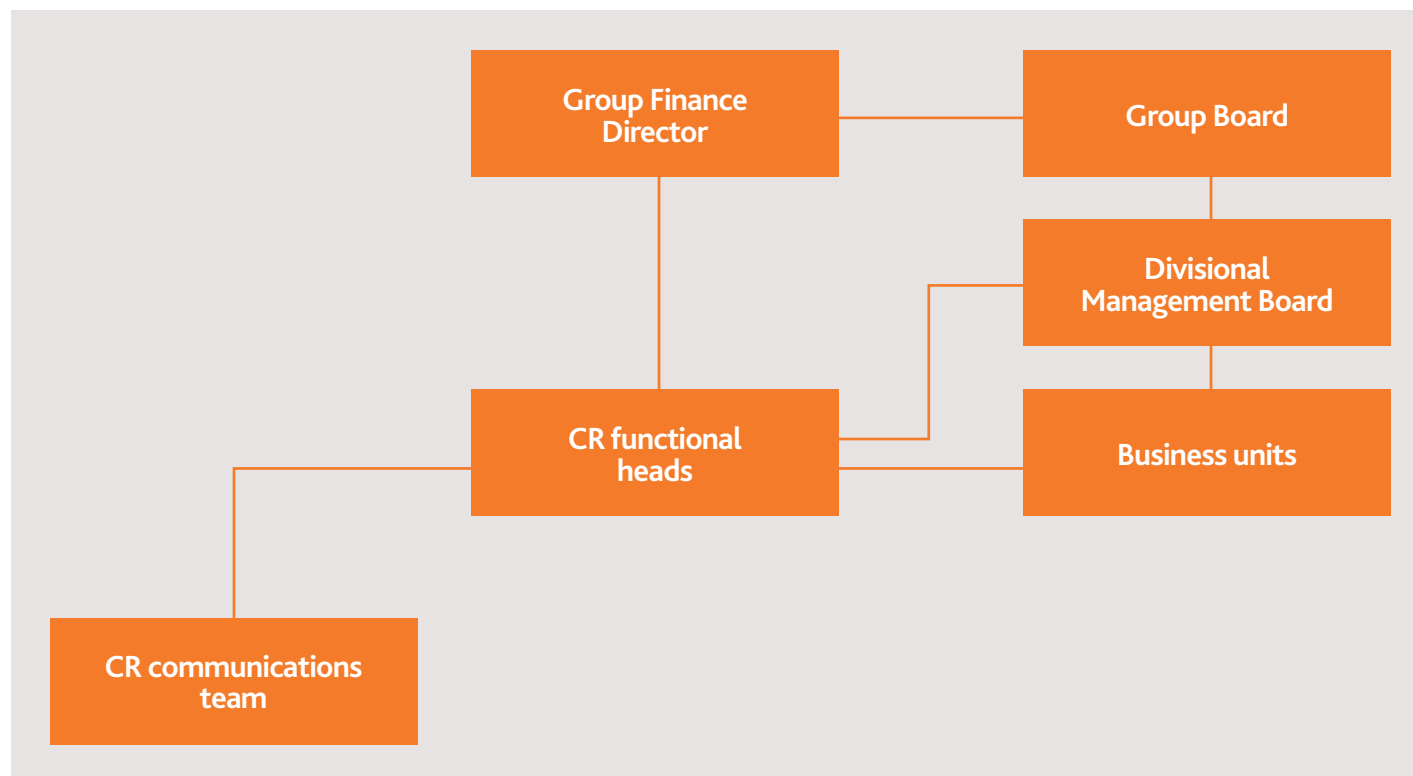 Group Finance
Director
Group Board
Divisional
Management Board
CR functional
heads
Business units
CR communications
team